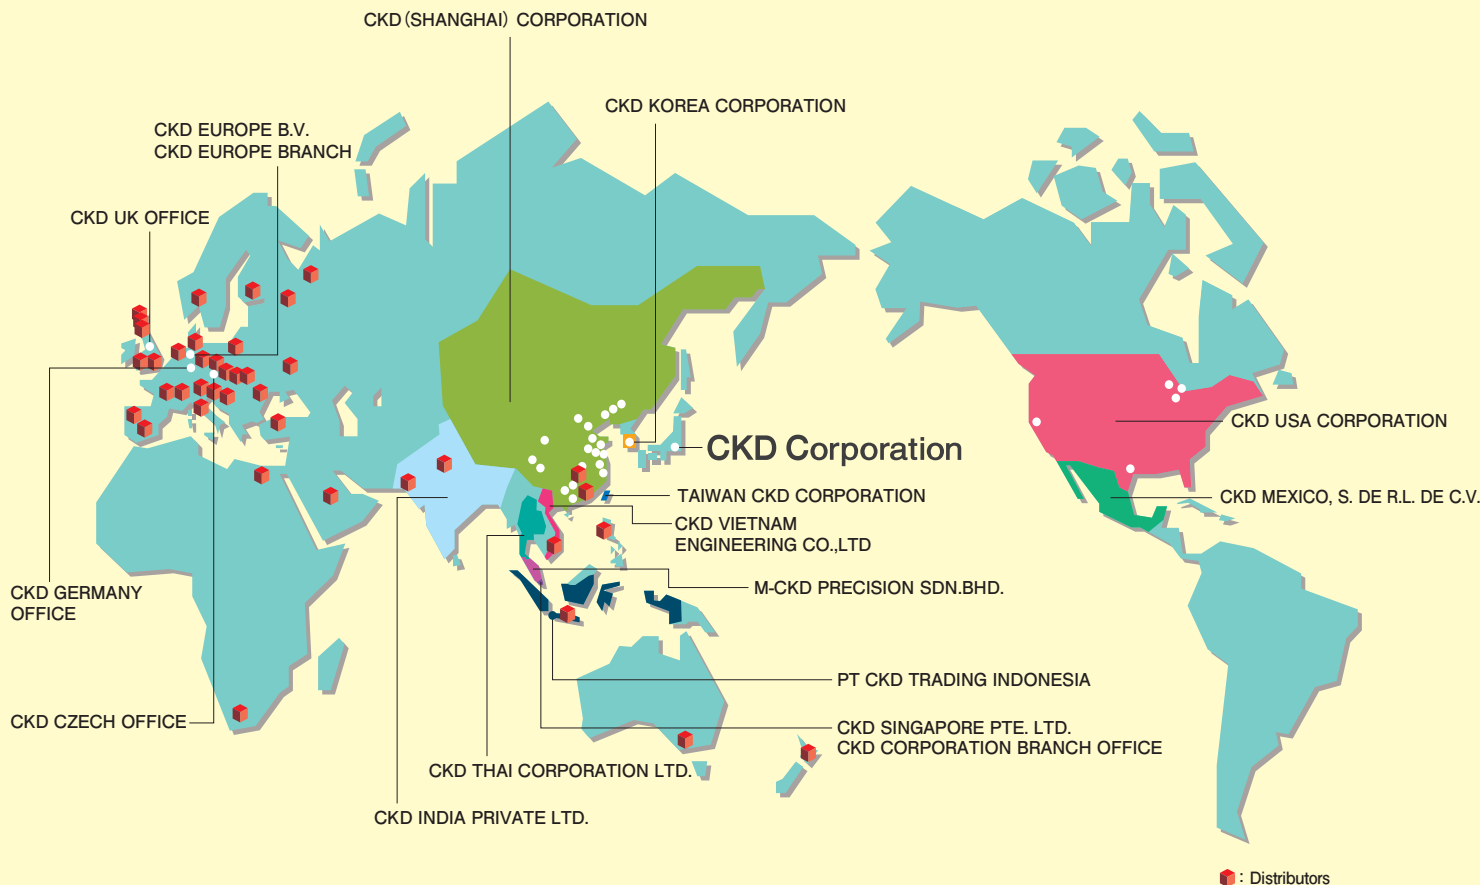 CKD(SHANGHAI) CORPORATION
CKD KOREA CORPORATION
CKD EUROPE B.V.
CKD EUROPE BRANCH
CKD UK OFFICE
CKD USA CORPORATION
CKD Corporation
TAIWAN CKD CORPORATION
CKD MEXICO, S. DE R.L. DE C.V.
CKD VIETNAM
ENGINEERING CO.,LTD
M-CKD PRECISION SDN.BHD.
CKD GERMANY
OFFICE
PT CKD TRADING INDONESIA
CKD CZECH OFFICE
CKD SINGAPORE PTE. LTD.
CKD CORPORATION BRANCH OFFICE
CKD THAI CORPORATION LTD.
CKD INDIA PRIVATE LTD.
: Distributors